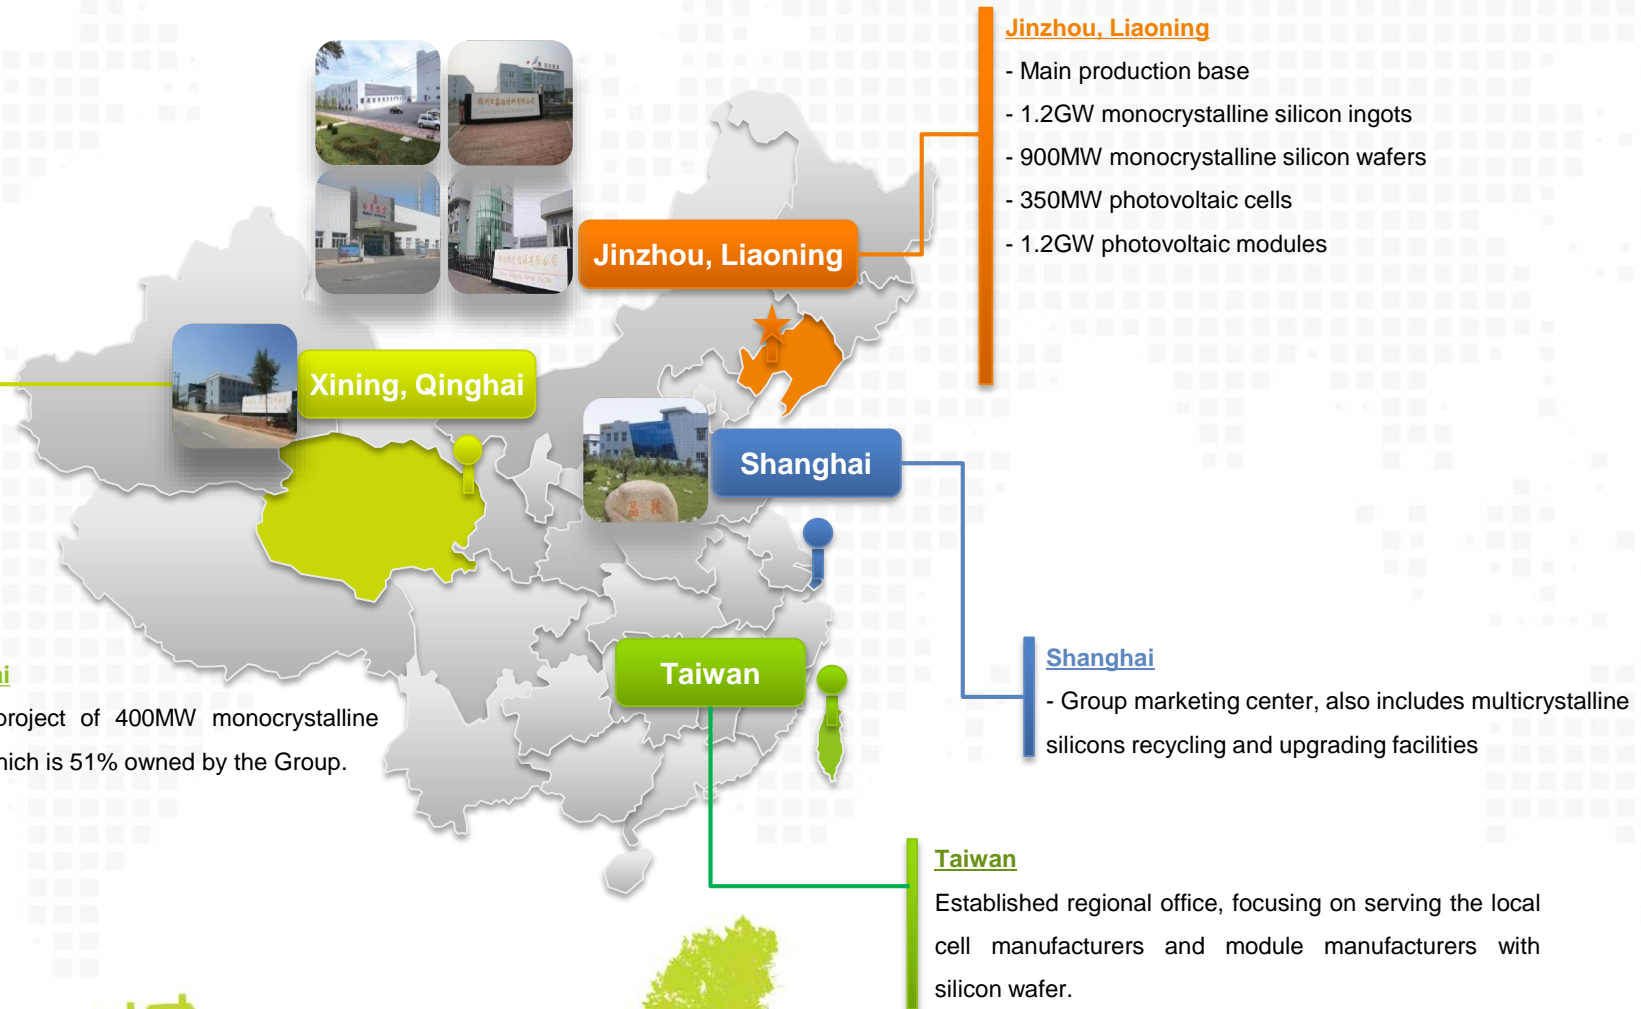 Jinzhou, Liaoning
- Main production base
- 1.2GW monocrystalline silicon ingots
- 900MW monocrystalline silicon wafers
- 350MW photovoltaic cells
- 1.2GW photovoltaic modules
Jinzhou, Liaoning
Xining, Qinghai
Shanghai
晶技
Taiwan
Shanghai
- Group marketing center, also includes multicrystalline
silicons recycling and upgrading facilities
project of 400MW monocrystalline
is 51% owned by the Group.
Taiwan
Established regional office, focusing on serving the local
cell manufacturers and module manufacturers with
silicon wafer.